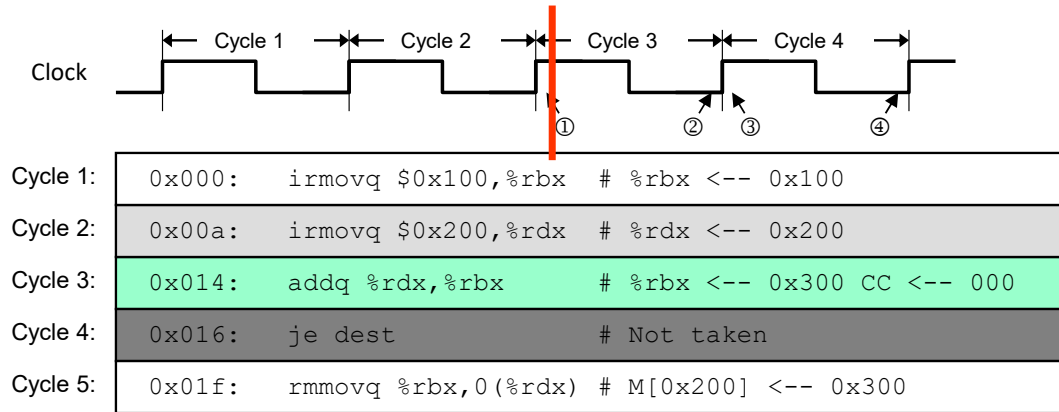 Cycle 1 Cycle 2 Cycle 3 Cycle 4
Clock
① ② ③ ④
Cycle 1: 0x000: irmovq $0x100,%rbx # %rbx <-- 0x100
Cycle 2: 0x00a: irmovq $0x200,%rdx # %rdx <-- 0x200
Cycle 3: 0x014: addq %rdx,%rbx # %rbx <-- 0x300 CC <-- 000
Cycle 4: 0x016: je dest # Not taken
Cycle 5: 0x01f: rmmovq %rbx,0(%rdx) # M[0x200] <-- 0x300